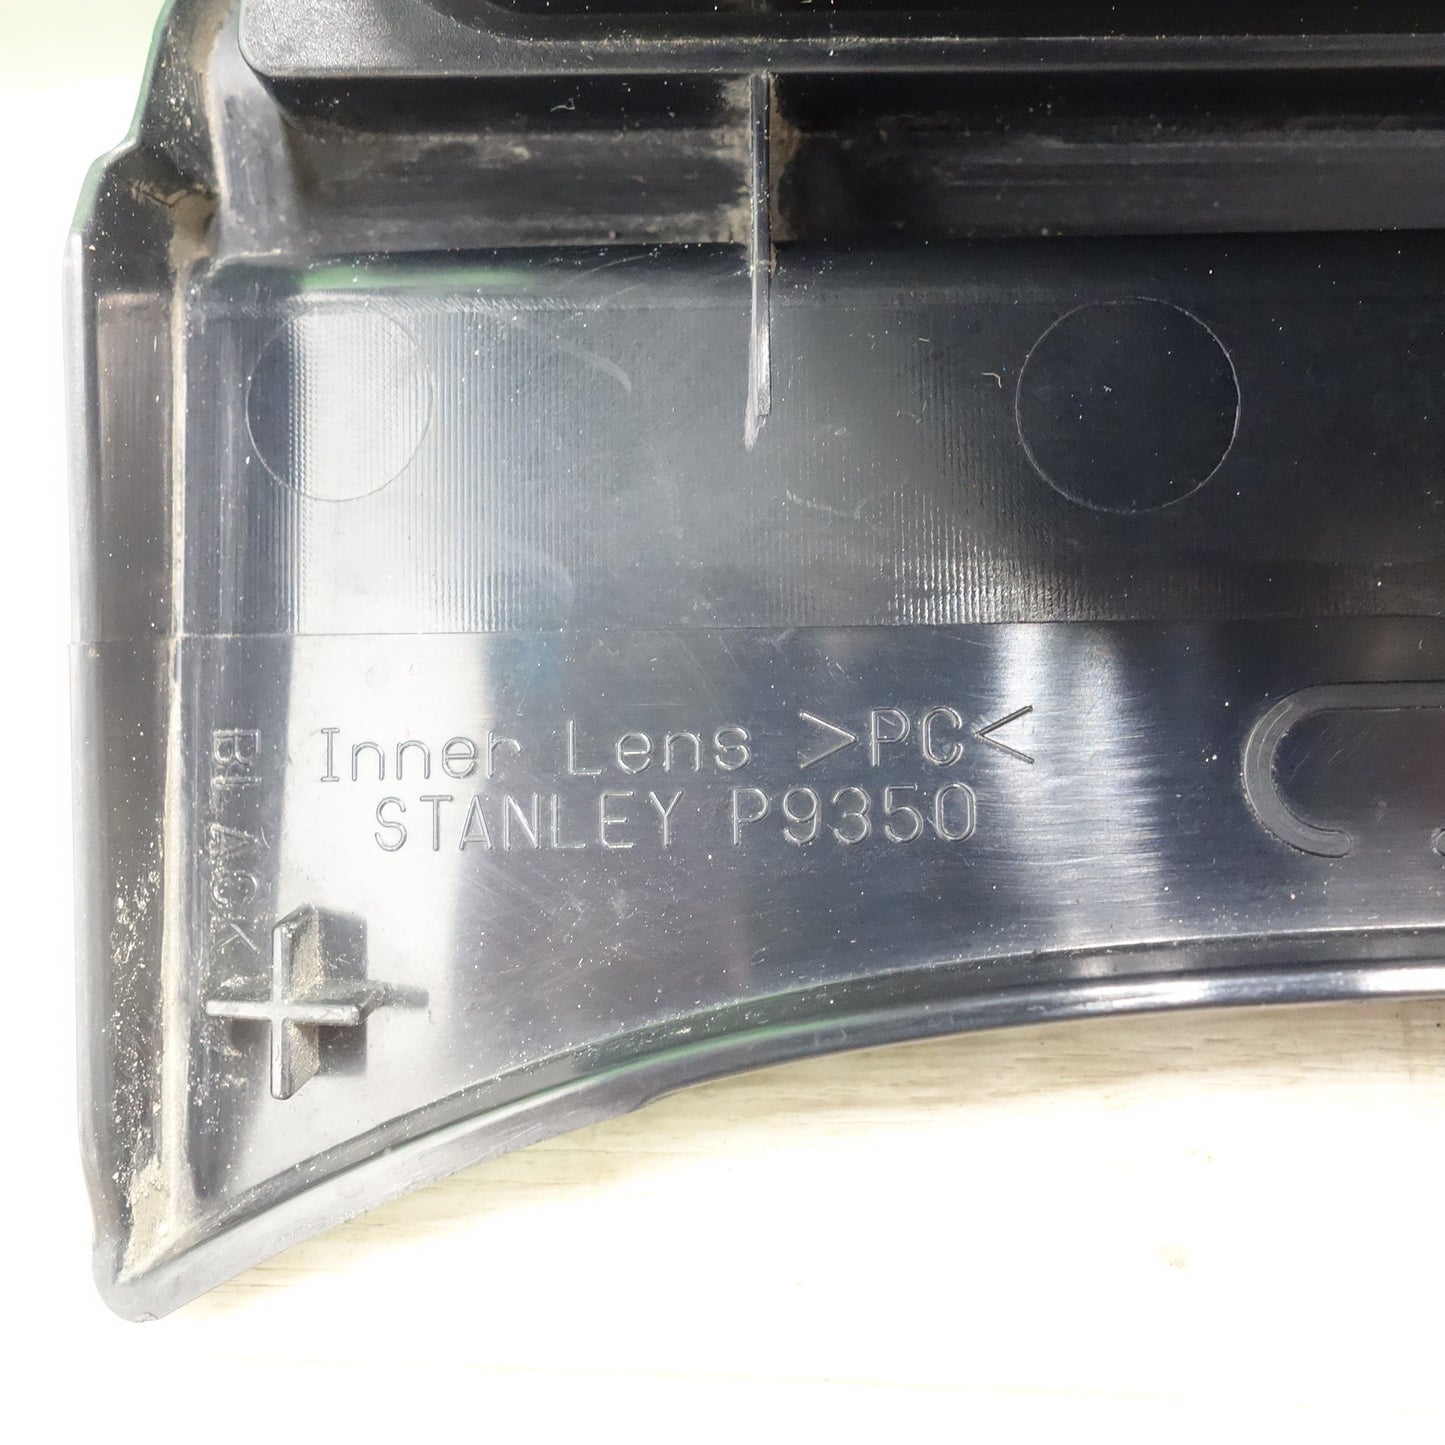 Inner Lens >PC<
STANLEY P9350
BLACK